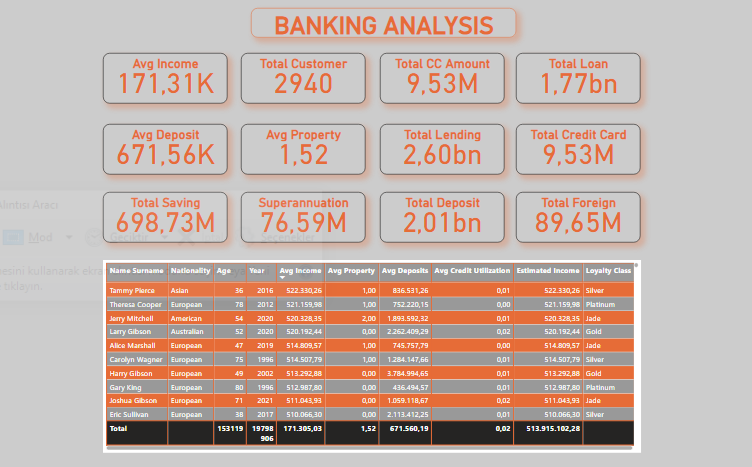 BANKING ANALYSIS
Avg Income Total Customer Total CC Amount Total Loan
171,31K 2940 9,53M 1,77bn
Avg Deposit Avg Property Total Lending Total Credit Card
671,56K 1,52 2,60bn 9,53M
Total Saving Superannuation Total Deposit Total Foreign
698,73M 76,59M 2,01bn 89,65M
Aracı
Mod Geciktir
Name Surname Nationality Age Year Avg Income Avg Property Avg Deposits Avg Credit Utilization Estimated Income Loyalty Class
Tammy Pierce Asian 36 2016 522.330,26 1,00 836.531,26 0,01 522.330,26 Silver
Theresa Cooper European 78 2012 521.159,98 1,00 752.220,15 0,00 521.159,98 Platinum
Jerry Mitchell American 54 2020 520.328,35 2,00 1.893.592,32 0,01 520.328,35 Jade
Larry Gibson Australian 52 2020 520.192,44 0,00 2.262.409,29 0,02 520.192,44 Gold
Alice Marshall European 47 2019 514.809,57 1,00 745.757,79 0,00 514.809,57 Jade
Carolyn Wagner European 75 1996 514.507,79 1,00 1.284.147,66 0,01 514.507,79 Silver
Harry Gibson European 49 2002 513.292,88 0,00 3.784.994,65 0,01 513.292,88 Gold
Gary King European 80 1996 512.987,80 0,00 436.494,57 0,01 512.987,80 Platinum
Joshua Gibson European 71 2021 511.043,93 0,00 1.059.118,67 0,02 511.043,93 Jade
Eric Sullivan European 38 2017 510.066,30 0,00 2.113.412,25 0,01 510.066,30 Silver
Total 153119 19798 171.305,03 1,52 671.560,19 0,02 513.915.102,28
906